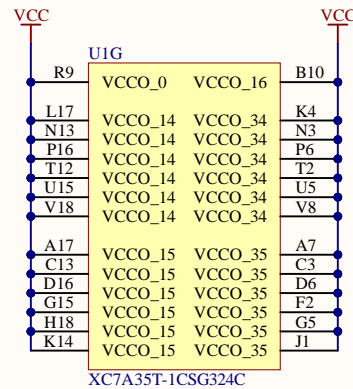 VCC VCC
U1G
R9 VCCO_0 VCCO_16 B10
L17 VCCO_14 VCCO_34 K4
N13 VCCO_14 VCCO_34 N3
P16 VCCO_14 VCCO_34 P6
T12 VCCO_14 VCCO_34 T2
U15 VCCO_14 VCCO_34 U5
V18 VCCO_14 VCCO_34 V8
A17 VCCO_15 VCCO_35 A7
C13 VCCO_15 VCCO_35 C3
D16 VCCO_15 VCCO_35 D6
G15 VCCO_15 VCCO_35 F2
H18 VCCO_15 VCCO_35 G5
K14 VCCO_15 VCCO_35 J1
XC7A35T-1CSG324C